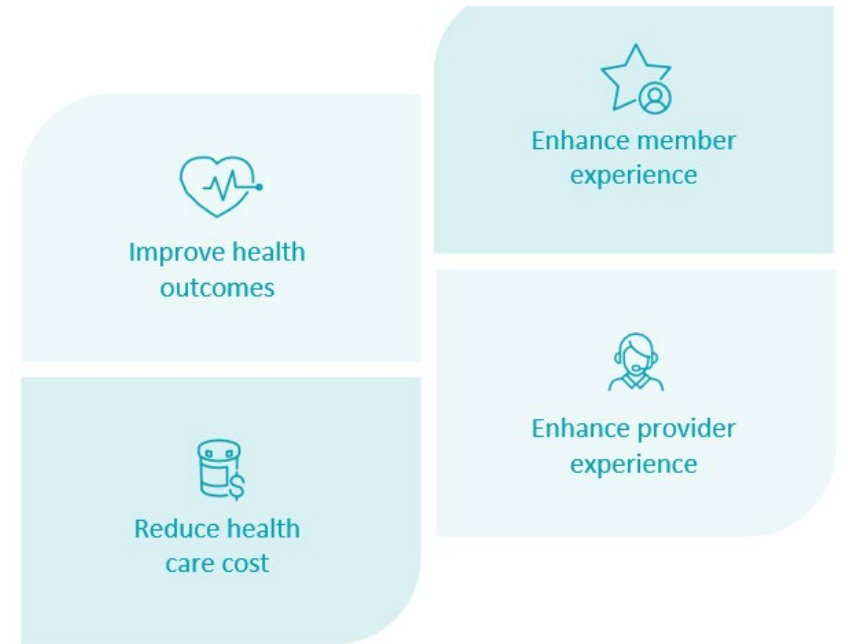 Improve health
outcomes
Enhance member
experience
Reduce health
care cost
Enhance provider
experience